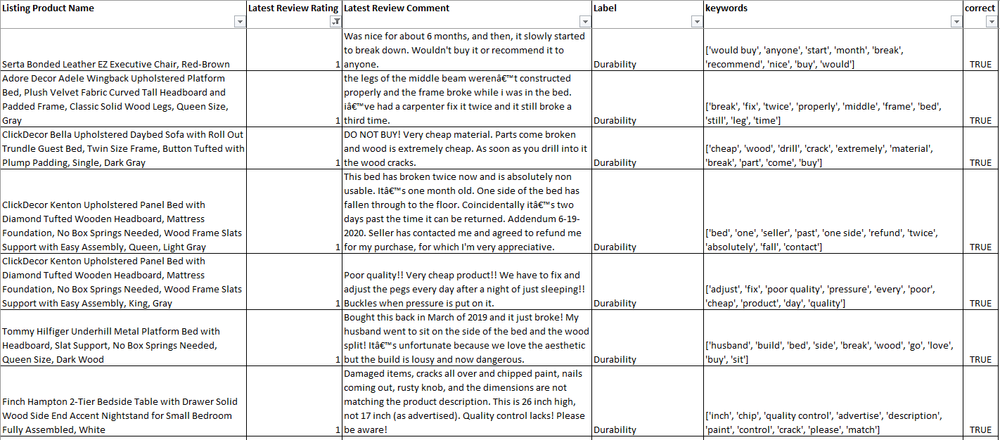 Listing Product Name	Latest Review Rating	Latest Review Comment	Label	keywords	correct
Was nice for about 6 months, and then, it slowly started
to break down. Wouldn't buy it or recommend it to	['would buy', 'anyone', 'start', 'month', 'break',
Serta Bonded Leather EZ Executive Chair, Red-Brown	1	anyone.	Durability	'recommend', 'nice', 'buy', 'would']	TRUE
Adore Decor Adele Wingback Upholstered Platform	the legs of the middle beam werenâ€™t constructed
Bed, Plush Velvet Fabric Curved Tall Headboard and	properly and the frame broke while i was in the bed.
Padded Frame, Classic Solid Wood Legs, Queen Size,	iâ€™ve had a carpenter fix it twice and it still broke a	['break', 'fix', 'twice', 'properly', 'middle', 'frame', 'bed',
Gray	1	third time.	Durability	'still', 'leg', 'time']	TRUE
ClickDecor Bella Upholstered Daybed Sofa with Roll Out	DO NOT BUY! Very cheap material. Parts come broken
Trundle Guest Bed, Twin Size Frame, Button Tufted with	and wood is extremely cheap. As soon as you drill into it	['cheap', 'wood', 'drill', 'crack', 'extremely', 'material',
Plump Padding, Single, Dark Gray	1	the wood cracks.	Durability	'break', 'part', 'come', 'buy']	TRUE
This bed has broken twice now and is absolutely non
usable. Itâ€™s one month old. One side of the bed has
ClickDecor Kenton Upholstered Panel Bed with	fallen through to the floor. Coincidentally itâ€™s two
Diamond Tufted Wooden Headboard, Mattress	days past the time it can be returned. Addendum 6-19-
Foundation, No Box Springs Needed, Wood Frame Slats	2020. Seller has contacted me and agreed to refund me	['bed', 'one', 'seller', 'past', 'one side', 'refund', 'twice',
Support with Easy Assembly, Queen, Light Gray	1	for my purchase, for which I'm very appreciative.	Durability	'absolutely', 'fall', 'contact']	TRUE
ClickDecor Kenton Upholstered Panel Bed with
Diamond Tufted Wooden Headboard, Mattress	Poor quality!! Very cheap product!! We have to fix and
Foundation, No Box Springs Needed, Wood Frame Slats	adjust the pegs every day after a night of just sleeping!!	['adjust', 'fix', 'poor quality', 'pressure', 'every', 'poor',
Support with Easy Assembly, King, Gray	1	Buckles when pressure is put on it.	Durability	'cheap', 'product', 'day', 'quality']	TRUE
Bought this back in March of 2019 and it just broke! My
Tommy Hilfiger Underhill Metal Platform Bed with	husband went to sit on the side of the bed and the wood
Headboard, Slat Support, No Box Springs Needed,	split! Itâ€™s unfortunate because we love the aesthetic	['husband', 'build', 'bed', 'side', 'break', 'wood', 'go', 'love',
Queen Size, Dark Wood	1	but the build is lousy and now dangerous.	Durability	'buy', 'sit']	TRUE
Damaged items, cracks all over and chipped paint, nails
coming out, rusty knob, and the dimensions are not
Finch Hampton 2-Tier Bedside Table with Drawer Solid	matching the product description. This is 26 inch high,
Wood Side End Accent Nightstand for Small Bedroom	not 17 inch (as advertised). Quality control lacks! Please	['inch', 'chip', 'quality control', 'advertise', 'description',
Fully Assembled, White	1	be aware!	Durability	'paint', 'control', 'crack', 'please', 'match']	TRUE